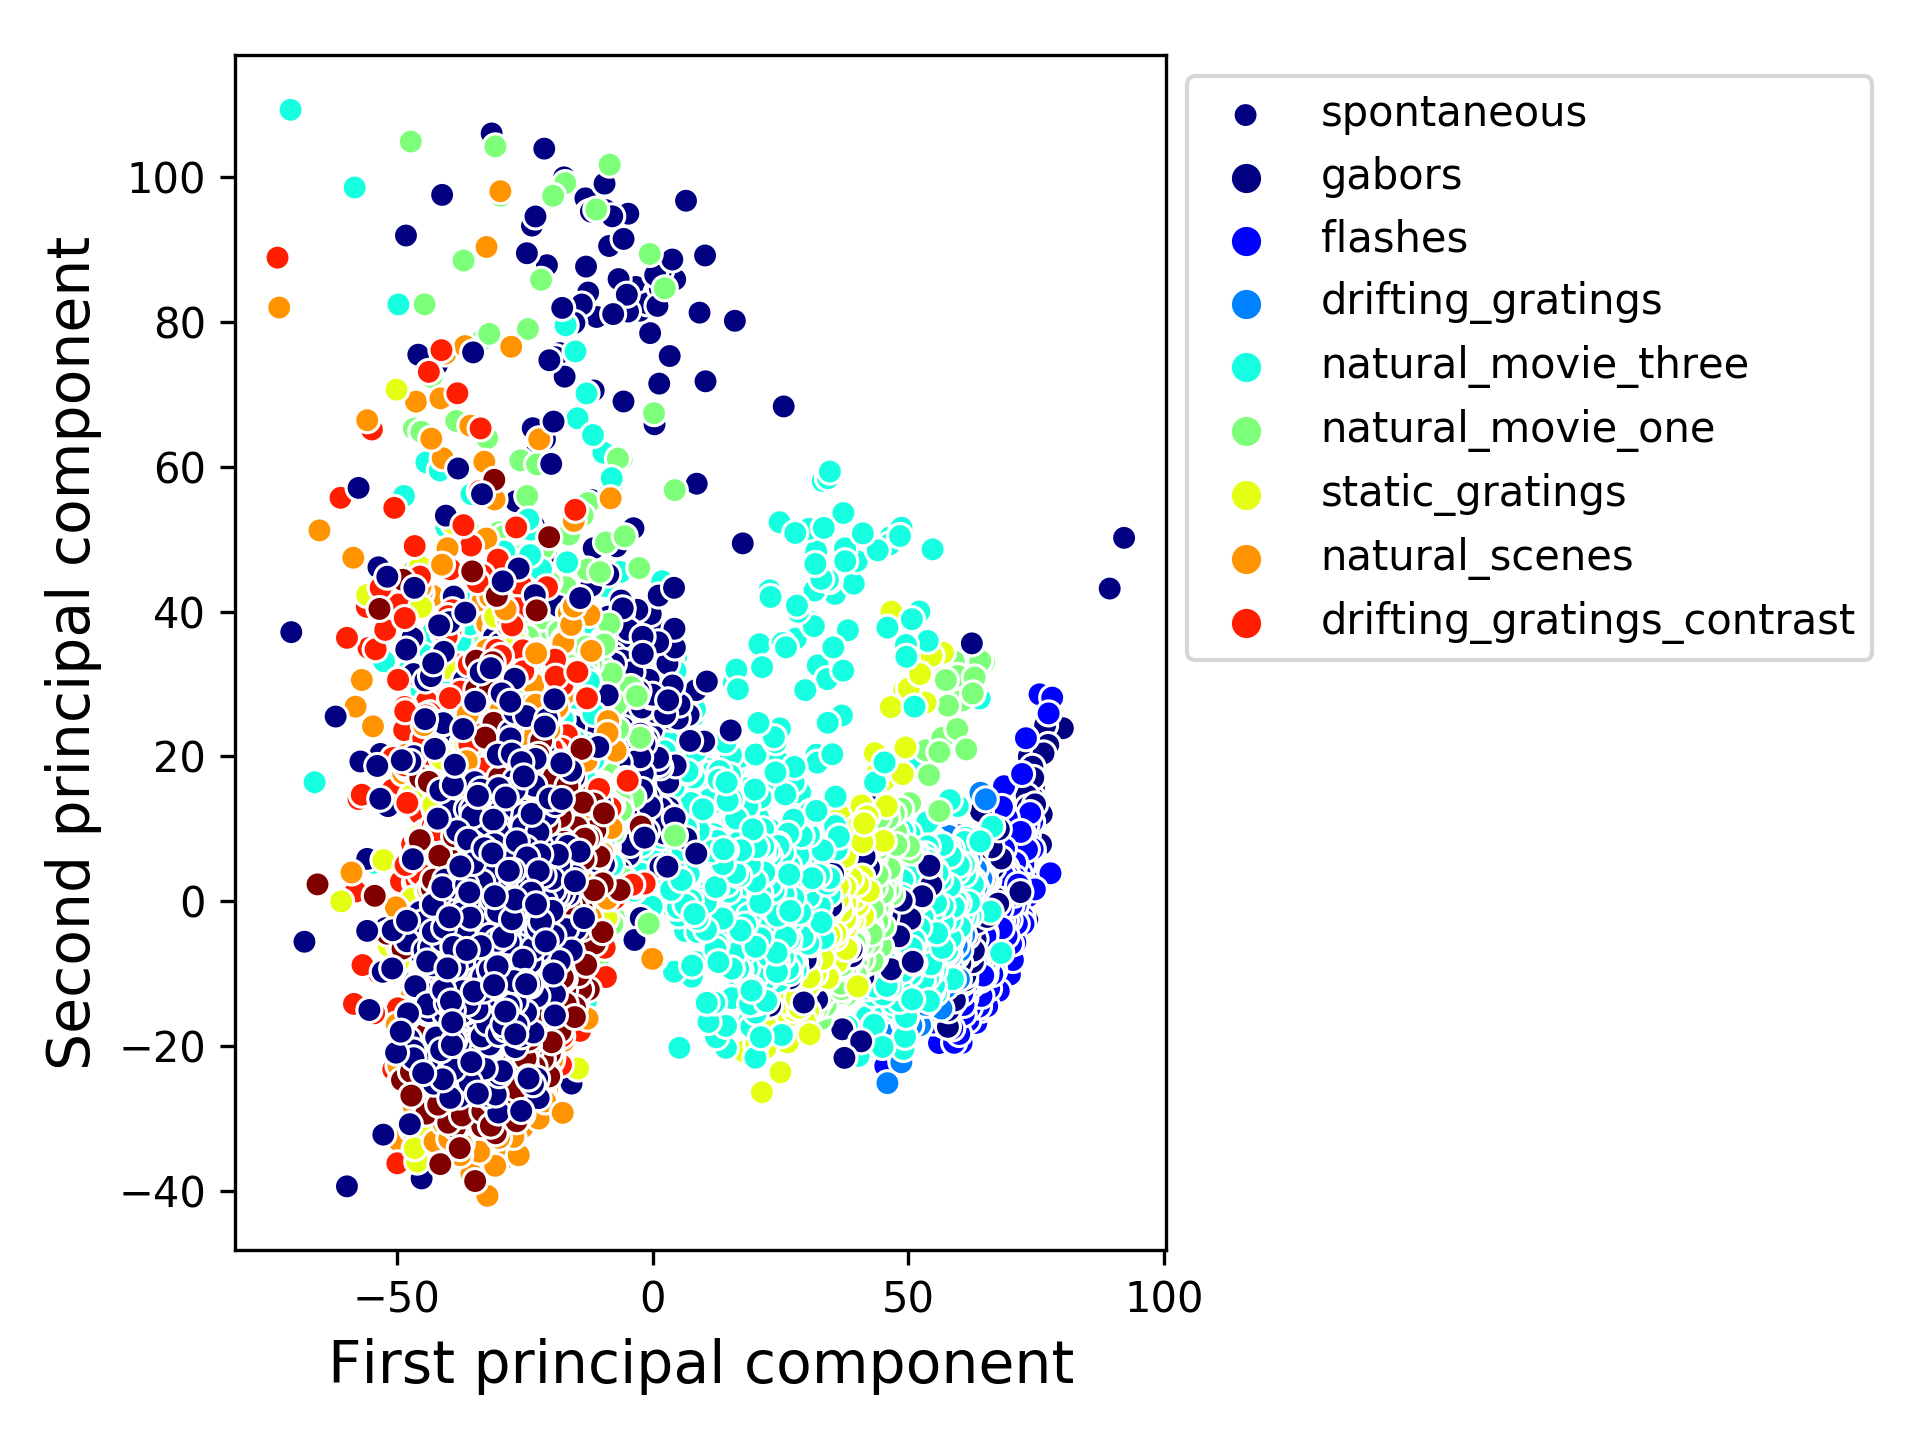 spontaneous
gabors
flashes
drifting_gratings
natural_movie_three
natural_movie_one
static_gratings
natural_scenes
drifting_gratings_contrast
100
80
60
40
20
0
−20
−40
Second principal component
−50
0
50
100
First principal component